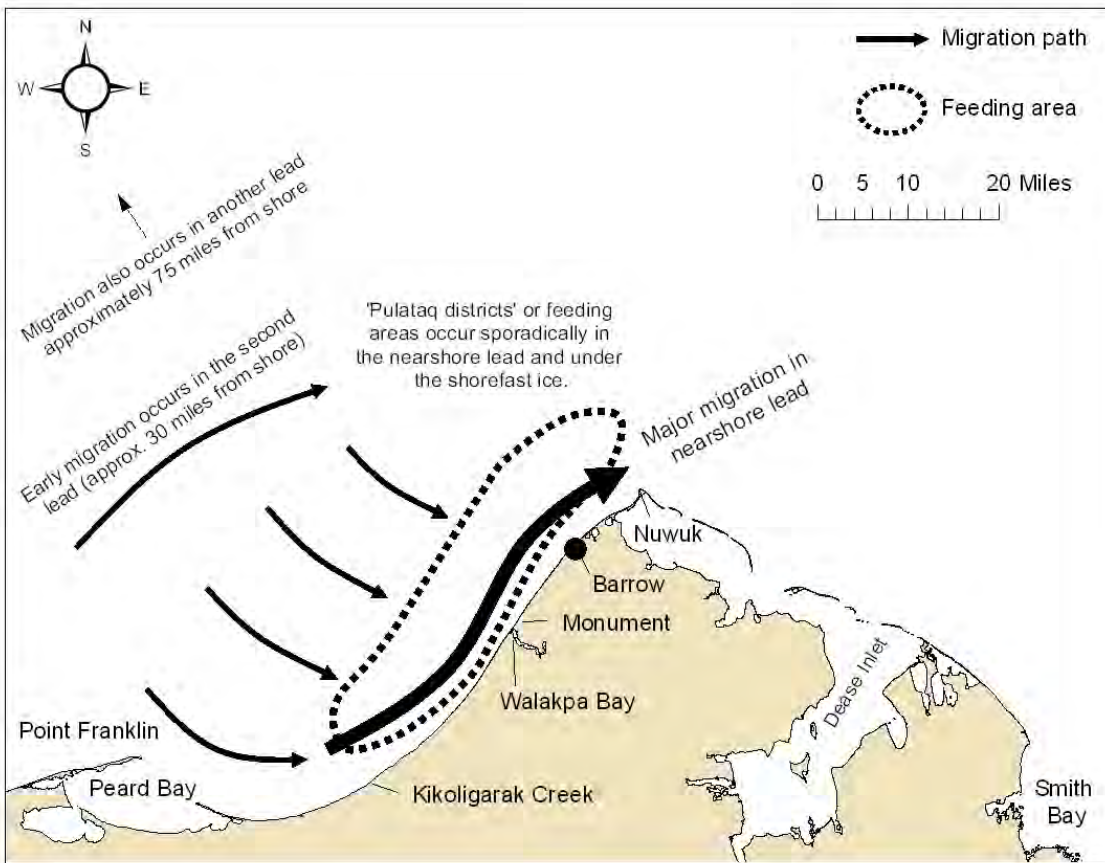 N
W
E
S
Migration path
Feeding area
0 5 10 20 Miles
Migration also occurs in another lead
approximately 75 miles from shore
Early migration occurs in the second
lead (approx. 30 miles from shore)
'Pulataq districts' or feeding
areas occur sporadically in
the nearshore lead and under
the shorefast ice.
Major migration in
nearshore lead
Nuwuk
Barrow
Monument
Walakpa Bay
Dease Inlet
Point Franklin
Peard Bay
Kikoligarak Creek
Smith
Bay